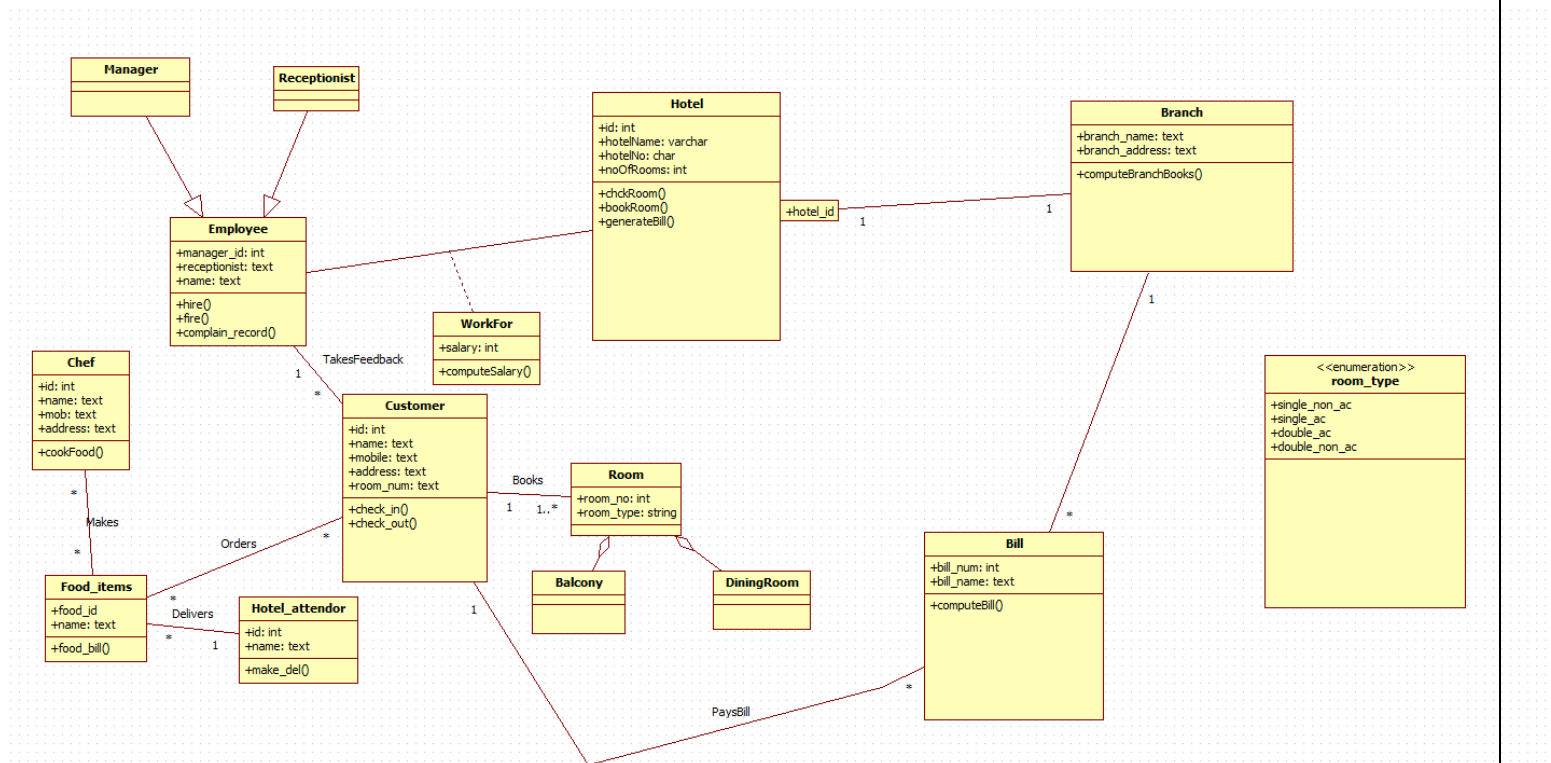 Manager
Receptionist
Hotel
+id: int
+hotelName: varchar
+hotelNo: char
+noOfRooms: int
+chckRoom()
+bookRoom()
+generateBill()
+hotel_id
1
1
Branch
+branch_name: text
+branch_address: text
+computeBranchBooks()
1
*
Employee
+manager_id: int
+receptionist: text
+name: text
+hire()
+fire()
+complain_record()
WorkFor
+salary: int
+computeSalary()
TakesFeedback
1
*
Chef
+id: int
+name: text
+mob: text
+address: text
+cookFood()
*
Makes
*
Customer
+id: int
+name: text
+mobile: text
+address: text
+room_num: text
+check_in()
+check_out()
Books
1
1..*
Room
+room_no: int
+room_type: string
<<enumeration>>
room_type
+single_non_ac
+single_ac
+double_ac
+double_non_ac
Orders
*
*
Food_items
+food_id
+name: text
+food_bill()
Delivers
*
1
Hotel_attendor
+id: int
+name: text
+make_del()
Balcony
DiningRoom
Bill
+bill_num: int
+bill_name: text
+computeBill()
1
PaysBill
*